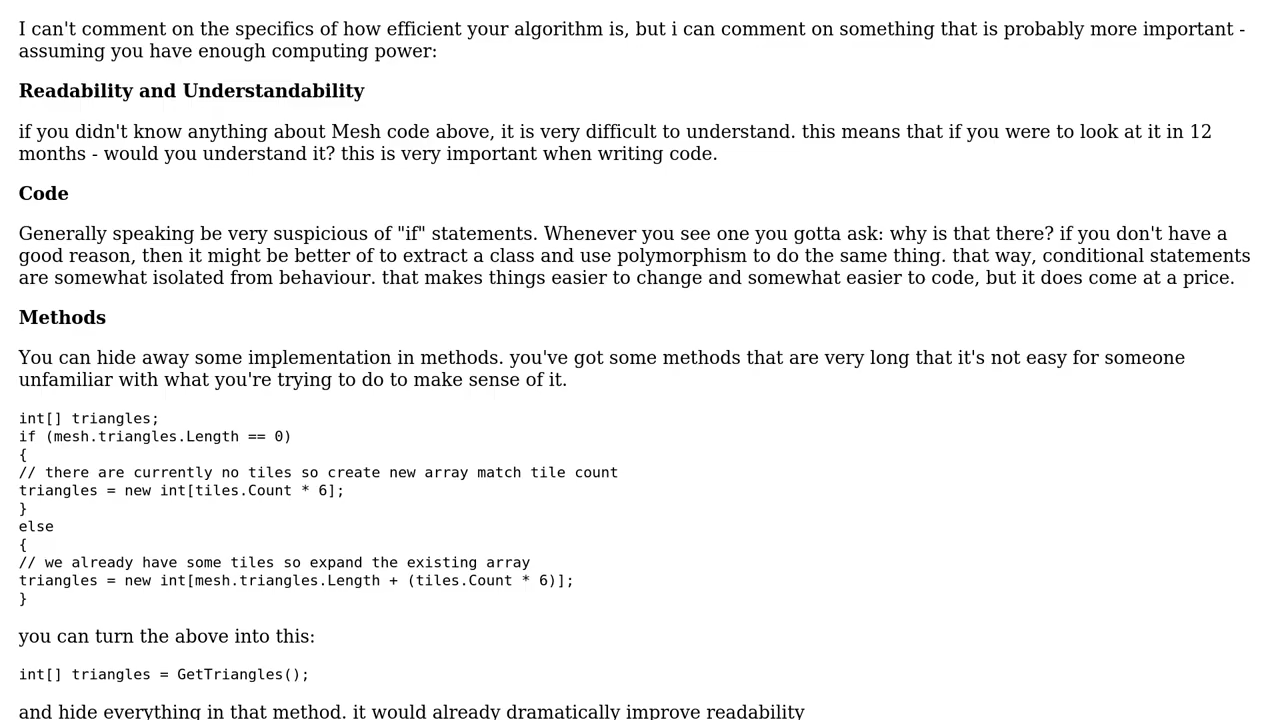 I can't comment on the specifics of how efficient your algorithm is, but i can comment on something that is probably more important -
assuming you have enough computing power:
Readability and Understandability
if you didn't know anything about Mesh code above, it is very difficult to understand. this means that if you were to look at it in 12
months - would you understand it? this is very important when writing code.
Code
Generally speaking be very suspicious of "if" statements. Whenever you see one you gotta ask: why is that there? if you don't have a
good reason, then it might be better of to extract a class and use polymorphism to do the same thing. that way, conditional statements
are somewhat isolated from behaviour. that makes things easier to change and somewhat easier to code, but it does come at a price.
Methods
You can hide away some implementation in methods. you've got some methods that are very long that it's not easy for someone
unfamiliar with what you're trying to do to make sense of it.
int[] triangles;
if (mesh.triangles.Length == 0)
{
// there are currently no tiles so create new array match tile count
triangles = new int[tiles.Count * 6];
}
else
{
// we already have some tiles so expand the existing array
triangles = new int[mesh.triangles.Length + (tiles.Count * 6)];
}
you can turn the above into this:
int[] triangles = GetTriangles();
and hide everything in that method. it would already dramatically improve readability